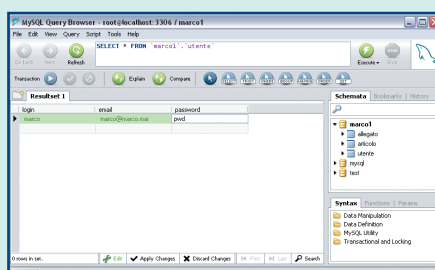 MySQL Query Browser - root@localhost:3306 / marco1
File Edit View Query Script Tools Help
Go back Next Refresh
SELECT * FROM `marco1`.`utente`
Execute Stop
Transaction Explain Compare SELECT
Resultset 1
login email password
marco marco@marco.mar pwd
Schemata Bookmarks History
marco1
allegato
articolo
utente
mysql
test
Syntax Functions Params
Data Manipulation
Data Definition
MySQL Utility
Transactional and Locking
0 rows in set. Edit Apply Changes Discard Changes First Last Search